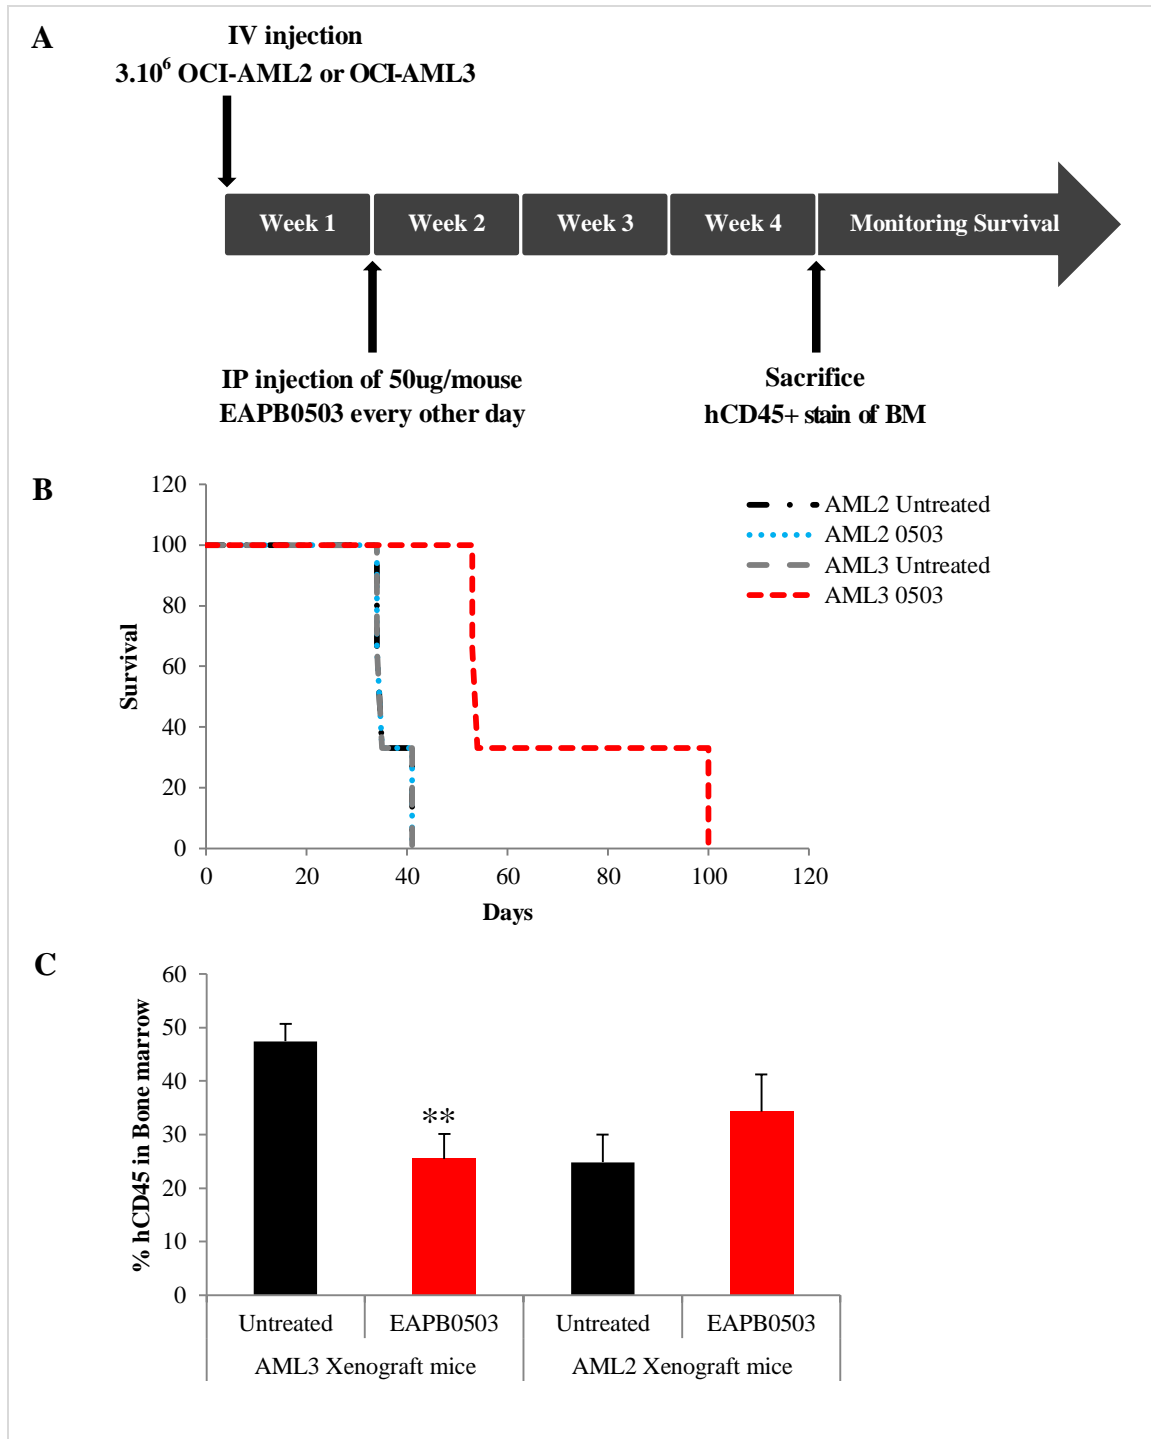 A
IV injection
3.10⁶ OCI-AML2 or OCI-AML3
Week 1
Week 2
Week 3
Week 4
Monitoring Survival
IP injection of 50ug/mouse
EAPB0503 every other day
Sacrifice
hCD45+ stain of BM
B
120
100
80
60
40
20
0
Survival
0 20 40 60 80 100 120
Days
AML2 Untreated
AML2 0503
AML3 Untreated
AML3 0503
C
60
50
40
30
20
10
0
% hCD45 in Bone marrow
**
Untreated EAPB0503 Untreated EAPB0503
AML3 Xenograft mice AML2 Xenograft mice